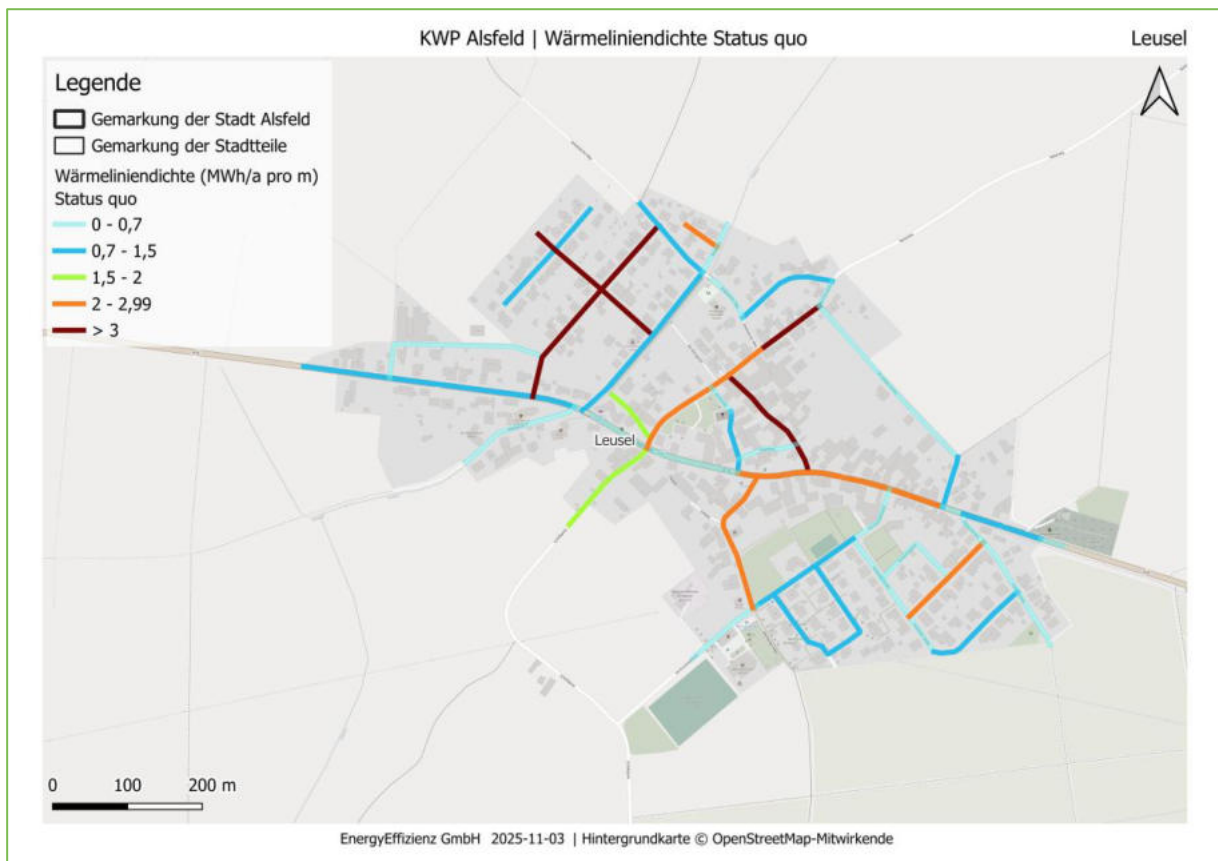 KWP Alsfeld | Wärmeliniendichte Status quo
Leusel
Legende
Gemarkung der Stadt Alsfeld
Gemarkung der Stadtteile
Wärmeliniendichte (MWh/a pro m)
Status quo
0 - 0,7
0,7 - 1,5
1,5 - 2
2 - 2,99
> 3
Leusel
0 100 200 m
EnergyEffizienz GmbH 2025-11-03 | Hintergrundkarte © OpenStreetMap-Mitwirkende